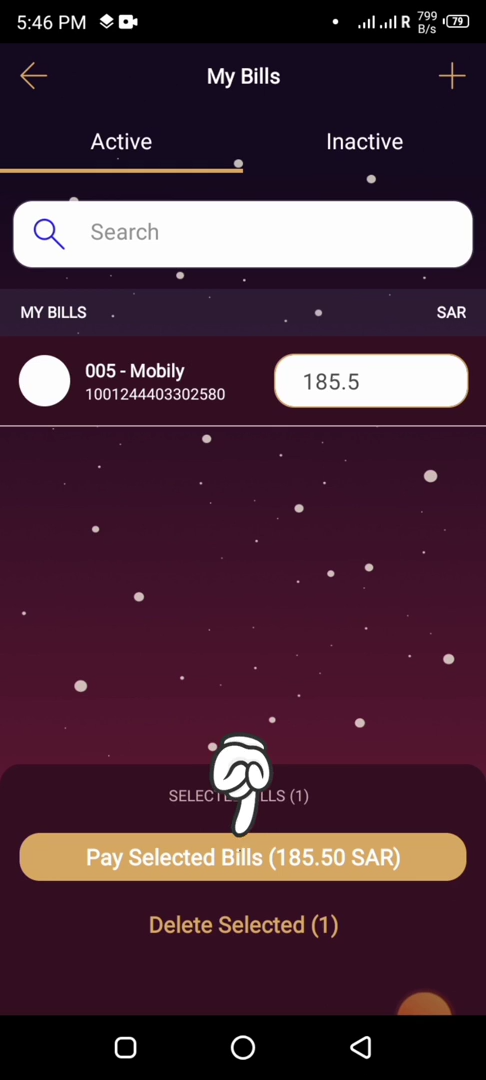 5:46 PM R 799 B/s 79
My Bills
Active Inactive
Search
MY BILLS SAR
005 - Mobily 185.5
1001244403302580
SELECTED BILLS (1)
Pay Selected Bills (185.50 SAR)
Delete Selected (1)